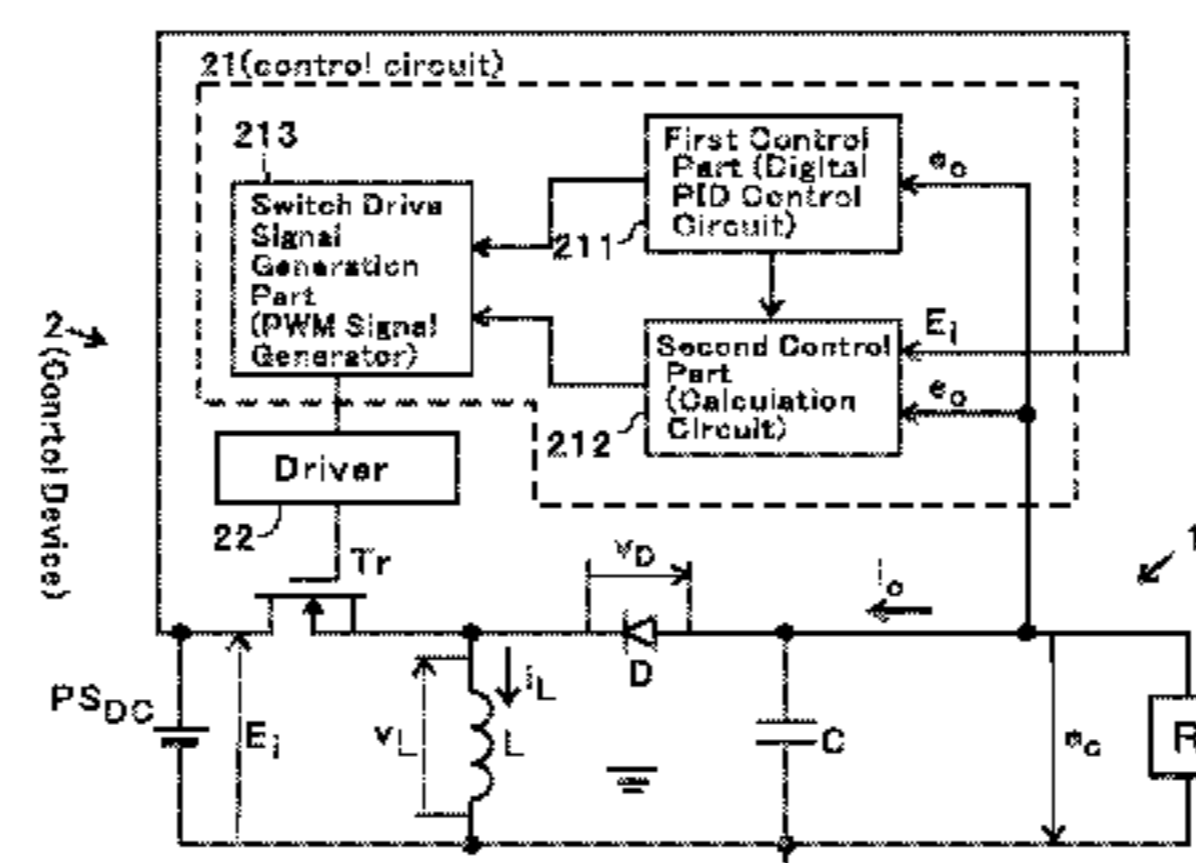 21(control circuit)
213
Switch Drive
Signal
Generation
Part
(PWM Signal
Generator)
First Control
Part (Digital
PID Control
Circuit)
211
eo
Ei
Second Control
Part
(Calculation
Circuit)
212
eo
2 (Contol Device)
Driver
22
Tr
vD
io
1
PSDC
Ei
vL
iL
L
D
C
eo
R